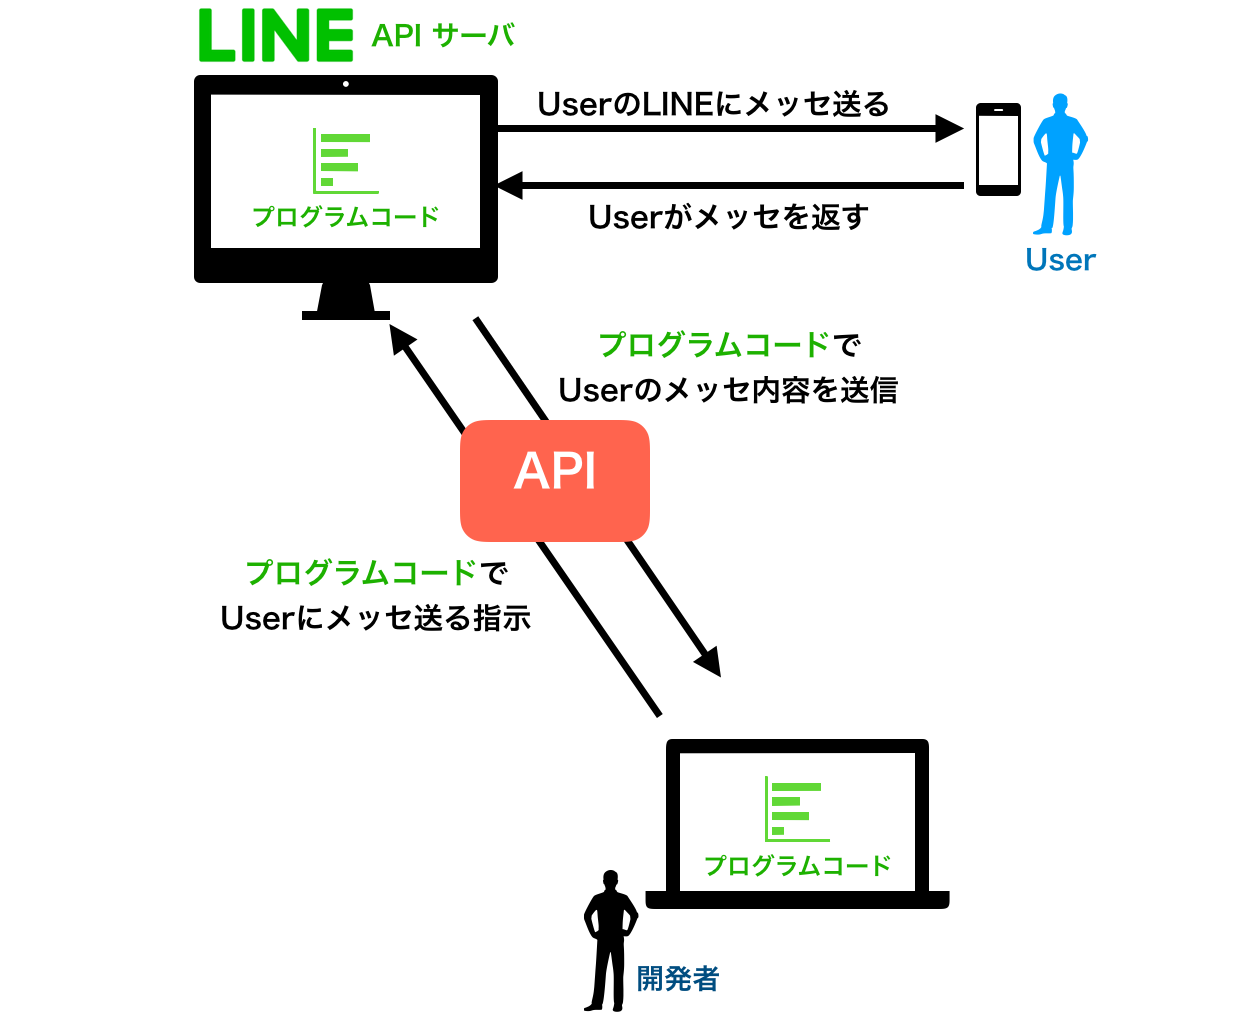 LINE API サーバ
UserのLINEにメッセ送る
プログラムコード
Userがメッセを返す
User
プログラムコードで
Userのメッセ内容を送信
API
プログラムコードで
Userにメッセ送る指示
プログラムコード
開発者